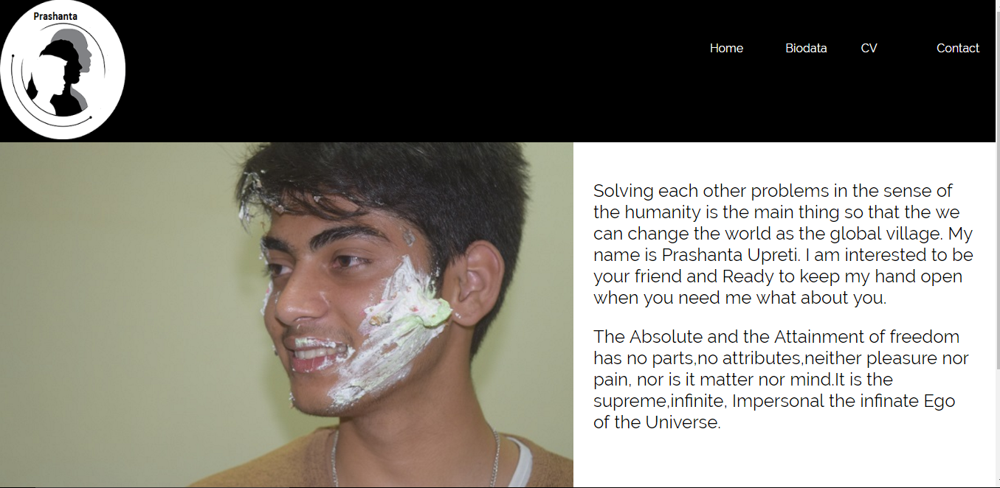 Prashanta
Home Biodata CV Contact
Solving each other problems in the sense of
the humanity is the main thing so that the we
can change the world as the global village. My
name is Prashanta Upreti. I am interested to be
your friend and Ready to keep my hand open
when you need me what about you.
The Absolute and the Attainment of freedom
has no parts,no attributes,neither pleasure nor
pain, nor is it matter nor mind.It is the
supreme,infinite, Impersonal the infinate Ego
of the Universe.